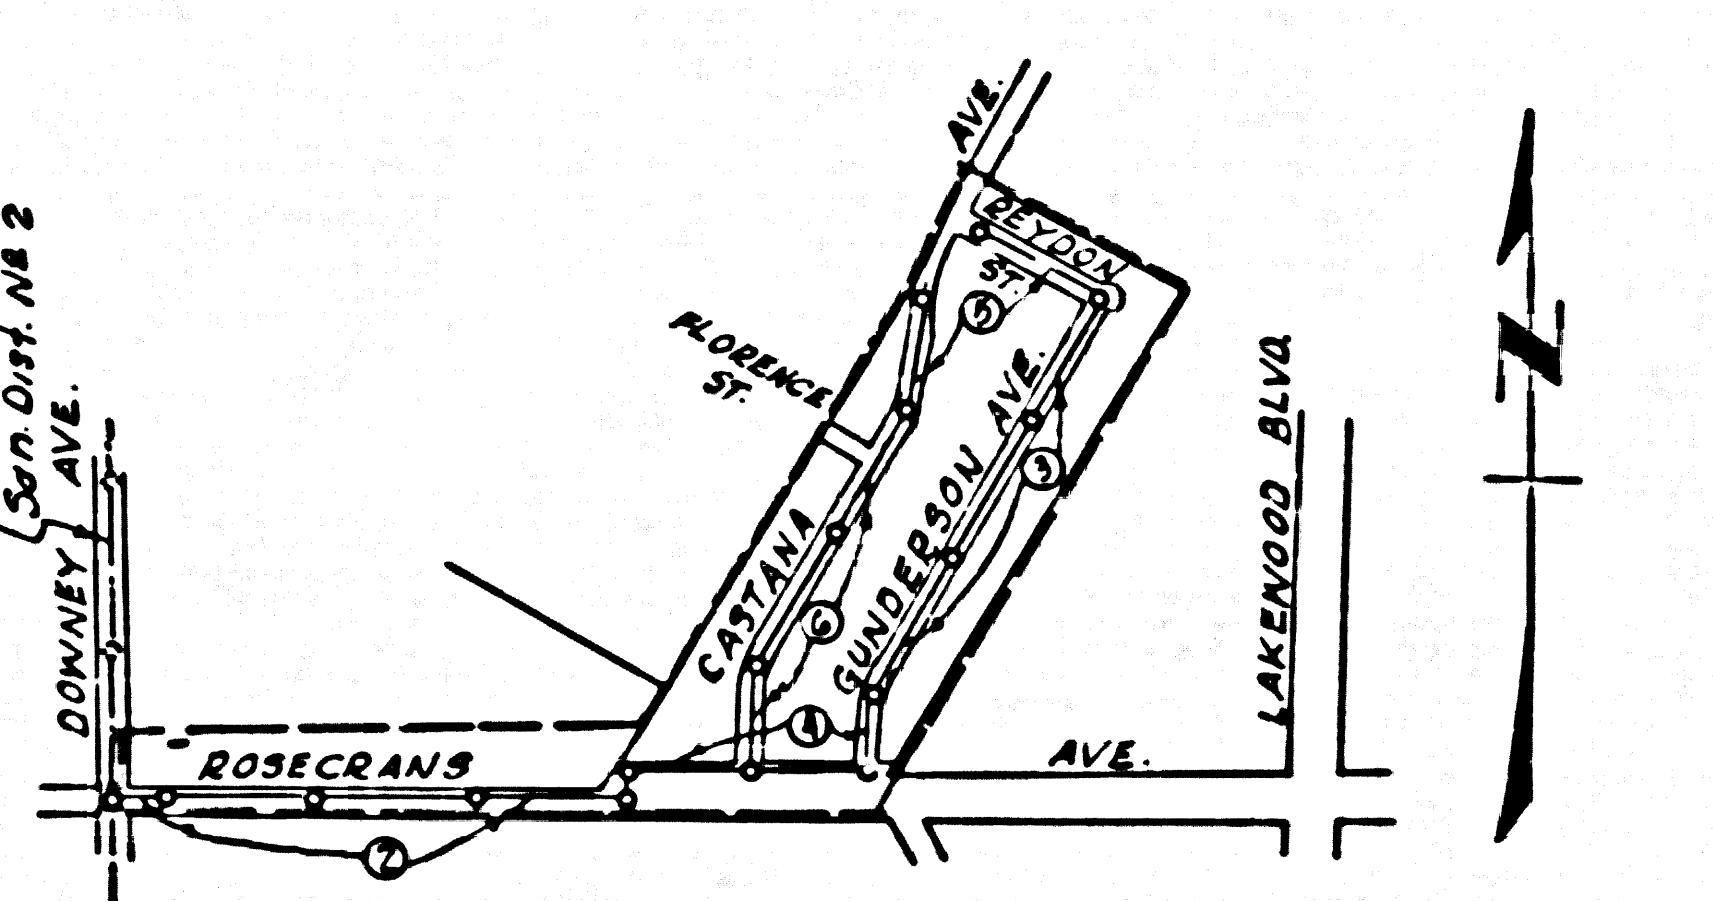 AVE.
San. Dist. No 2
REYDON
ST.
5
FLORENCE
ST.
AVE.
DOWNEY AVE.
LAKEWOOD BLVD.
N
3
GUNDERSON
CASTANA
6
4
ROSECRANS
AVE.
2